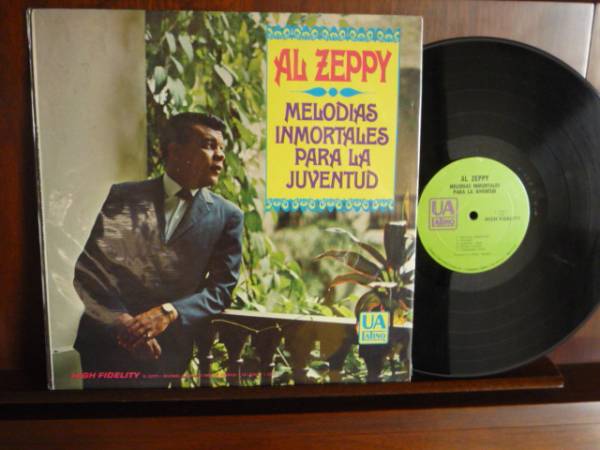 AL ZEPPY
MELODIAS
INMORTALES
PARA LA
JUVENTUD
UA
LATINO
HIGH FIDELITY
AL ZEPPY
MELODIAS INMORTALES
PARA LA JUVENTUD
UA
LATINO
HIGH FIDELITY